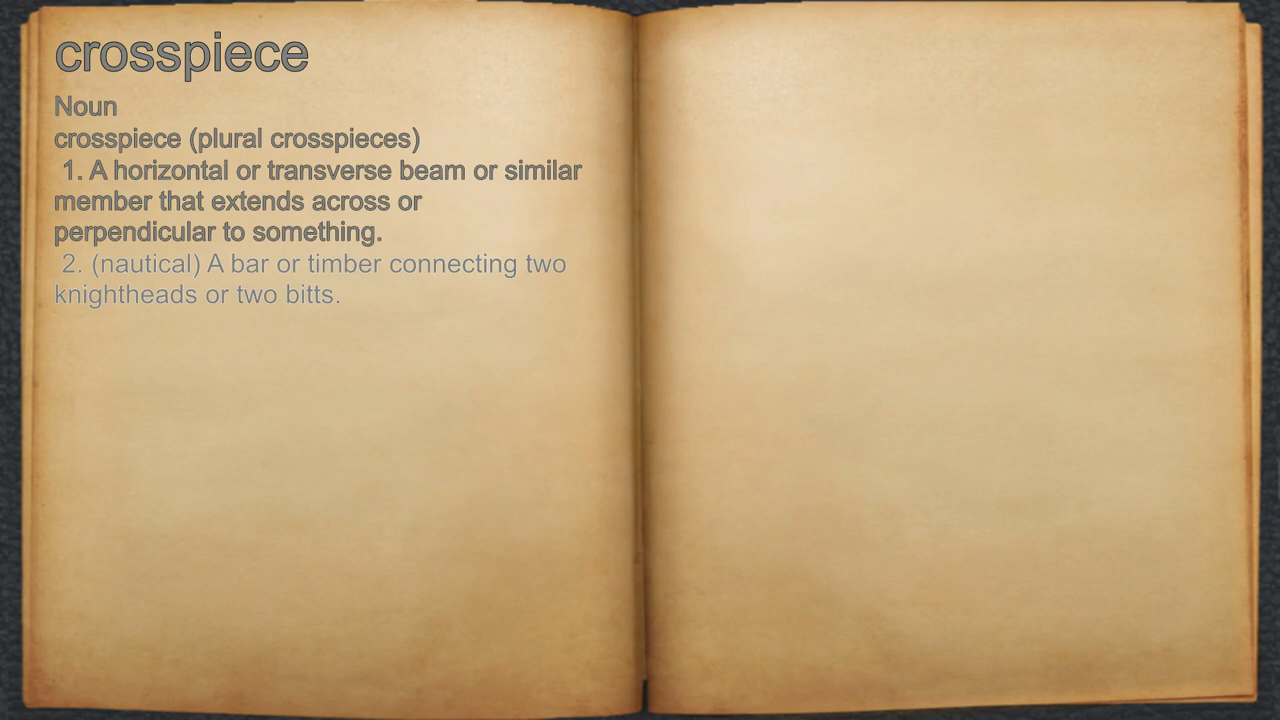 crosspiece
Noun
crosspiece (plural crosspieces)
1. A horizontal or transverse beam or similar
member that extends across or
perpendicular to something.
2. (nautical) A bar or timber connecting two
knightheads or two bitts.